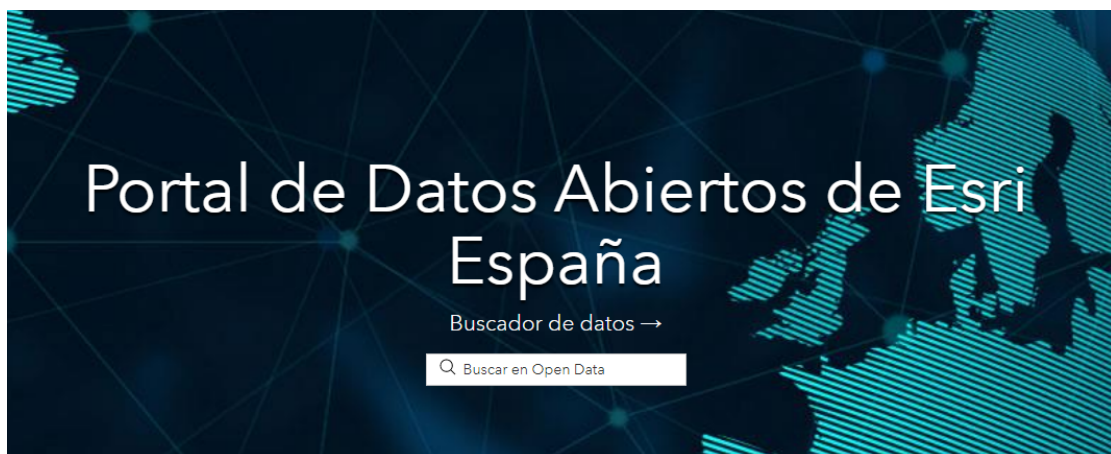 Portal de Datos Abiertos de Esri
España
Buscador de datos →
Buscar en Open Data